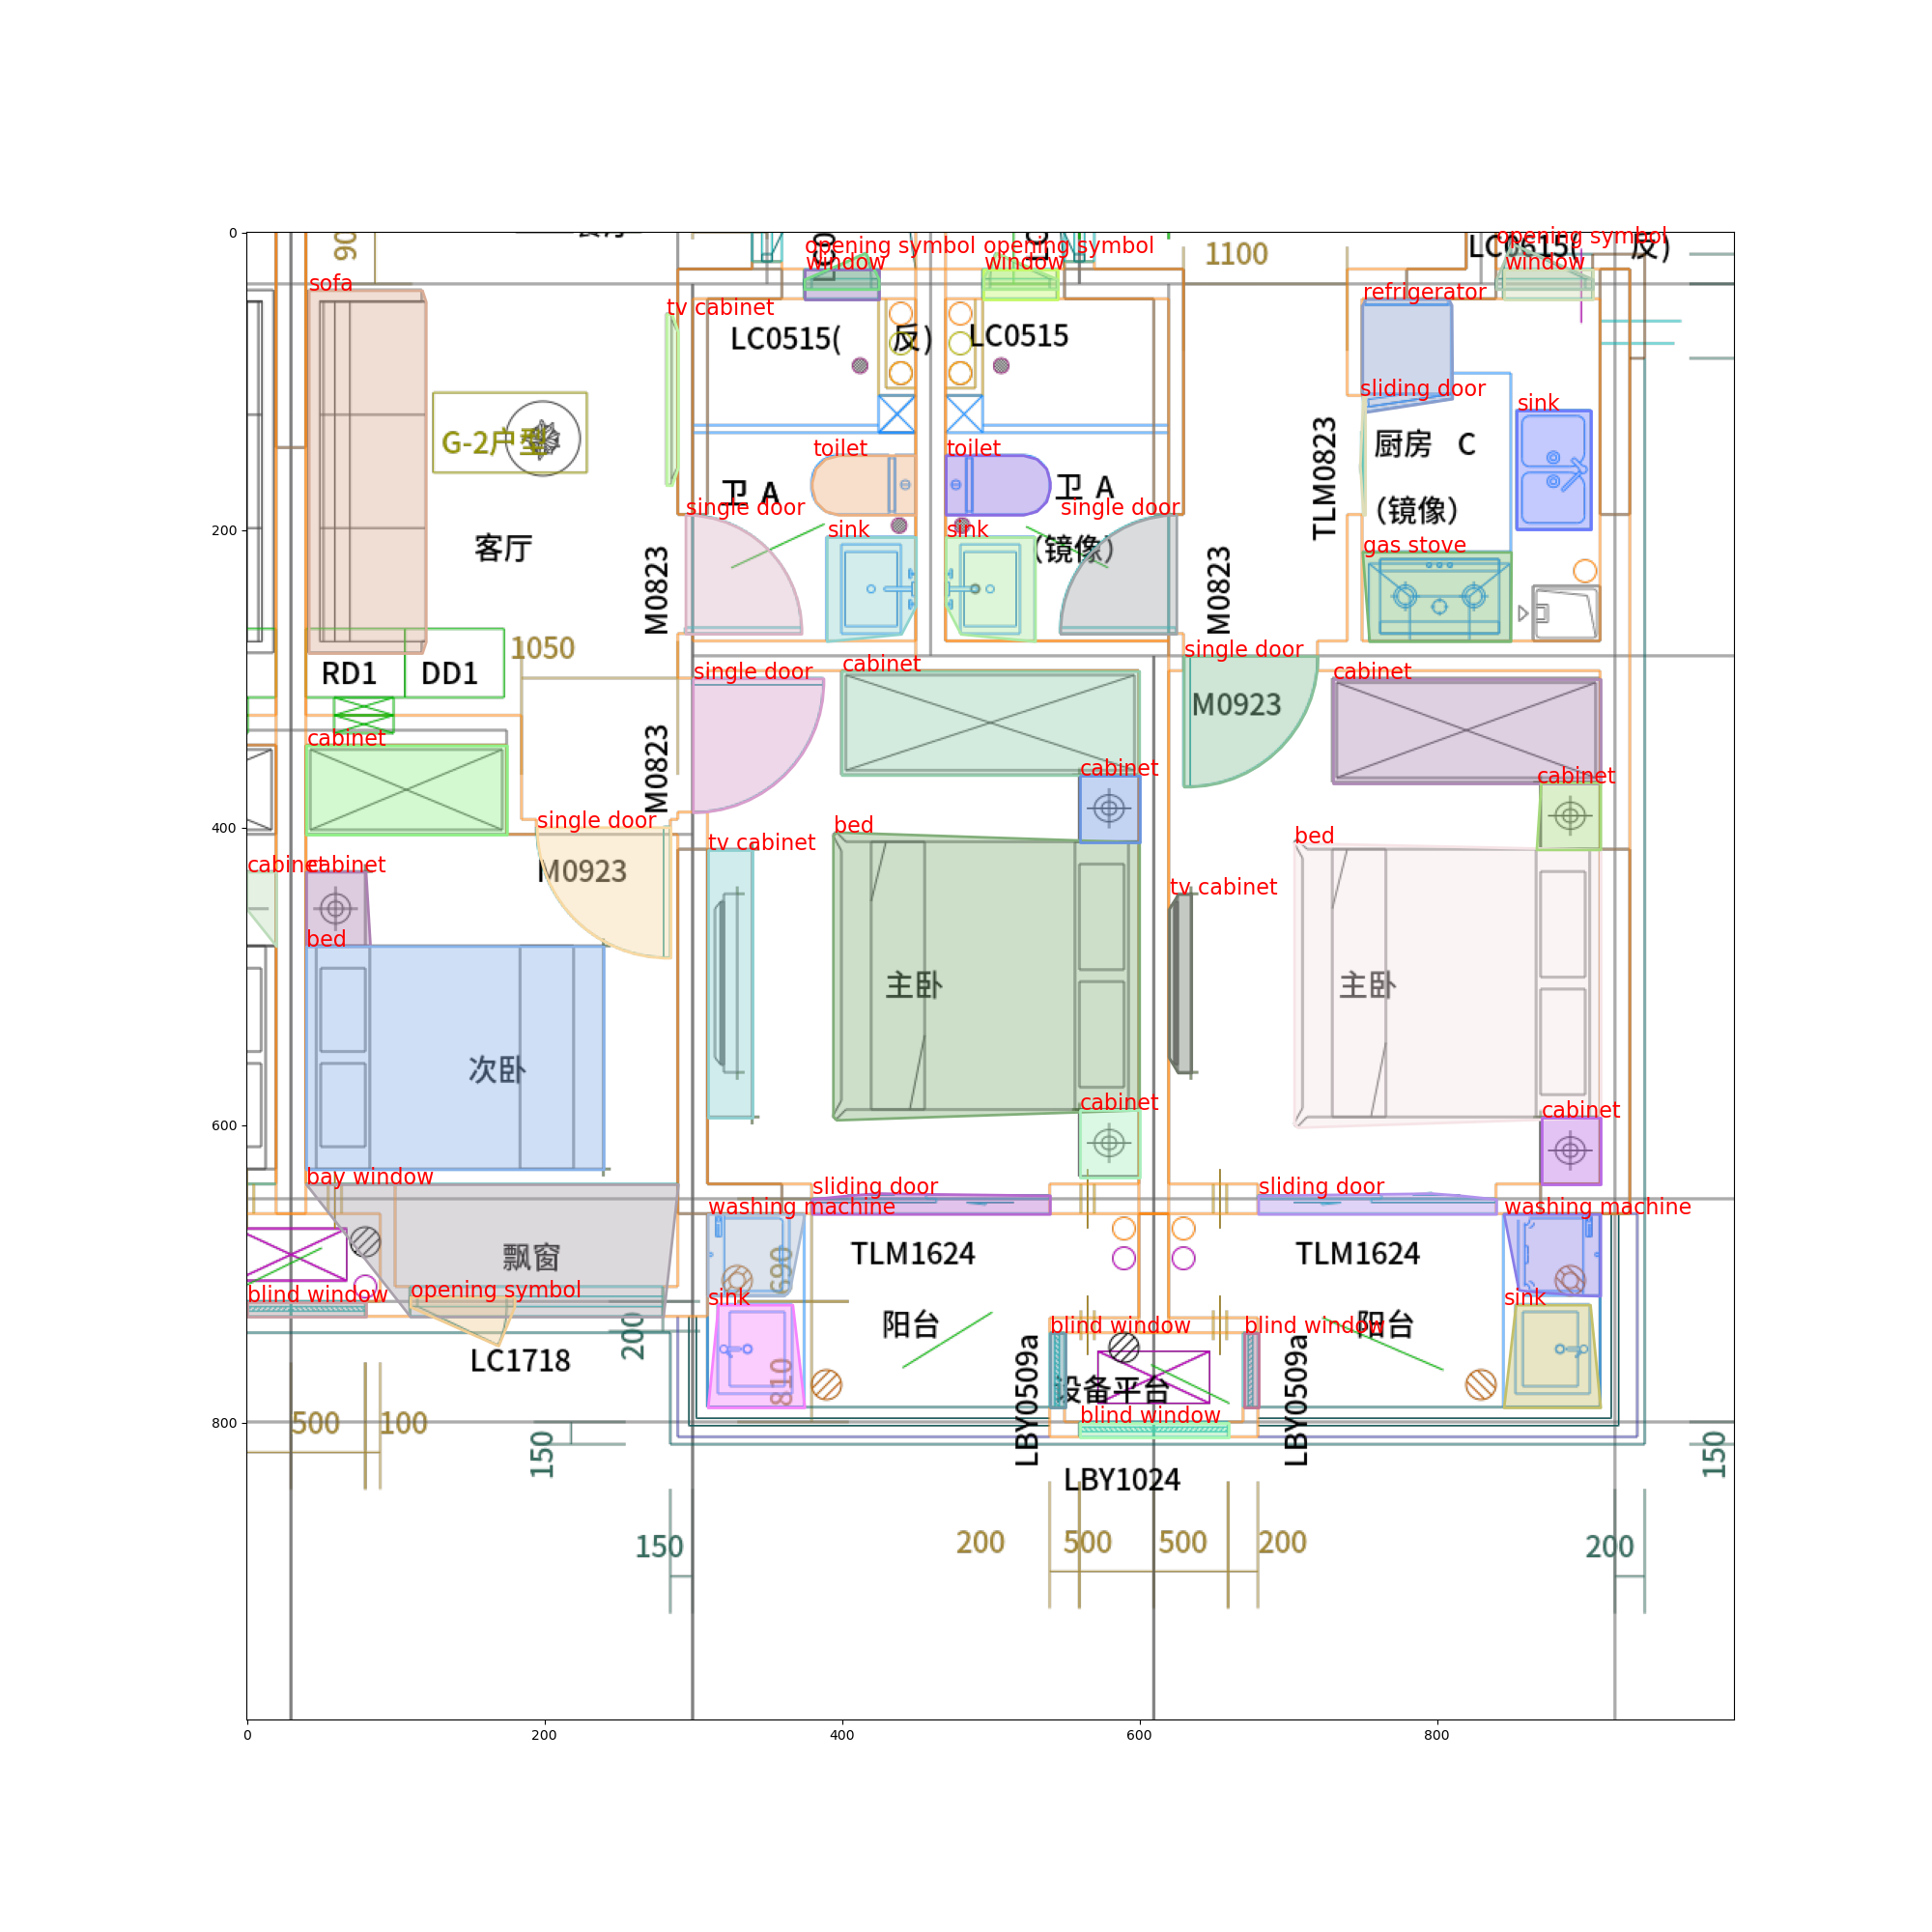 0
200
400
600
800
0
200
400
600
800
90
opening symbol
opening symbol
opening symbol
window
window
window
1100
LC0515(
反)
sofa
tv cabinet
refrigerator
LC0515(
反)
LC0515
sliding door
sink
G-2户型
厨房 C
(镜像)
TLM0823
toilet
toilet
卫 A
卫 A
(镜像)
single door
single door
sink
sink
客厅
M0823
M0823
gas stove
1050
RD1
DD1
single door
cabinet
single door
cabinet
M0923
M0823
cabinet
cabinet
cabinet
single door
M0923
bed
bed
tv cabinet
tv cabinet
cabinet
cabinet
bed
主卧
主卧
次卧
cabinet
cabinet
bay window
sliding door
sliding door
washing machine
washing machine
飘窗
690
TLM1624
TLM1624
blind window
opening symbol
sink
sink
200
阳台
阳台
blind window
blind window
LC1718
810
LBY0509a
设备平台
LBY0509a
500
100
blind window
150
150
LBY1024
150
200
500
500
200
200